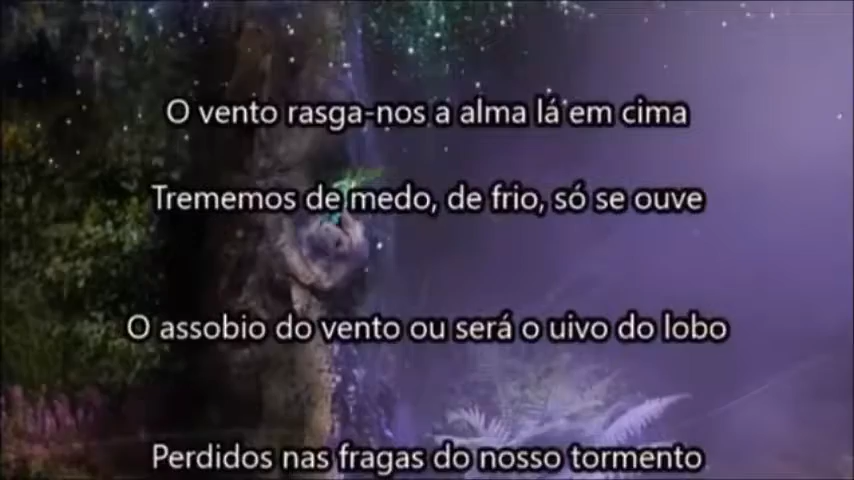 O vento rasga-nos a alma lá em cima
Trememos de medo, de frio, só se ouve
O assobio do vento ou será o uivo do lobo
Perdidos nas fragas do nosso tormento